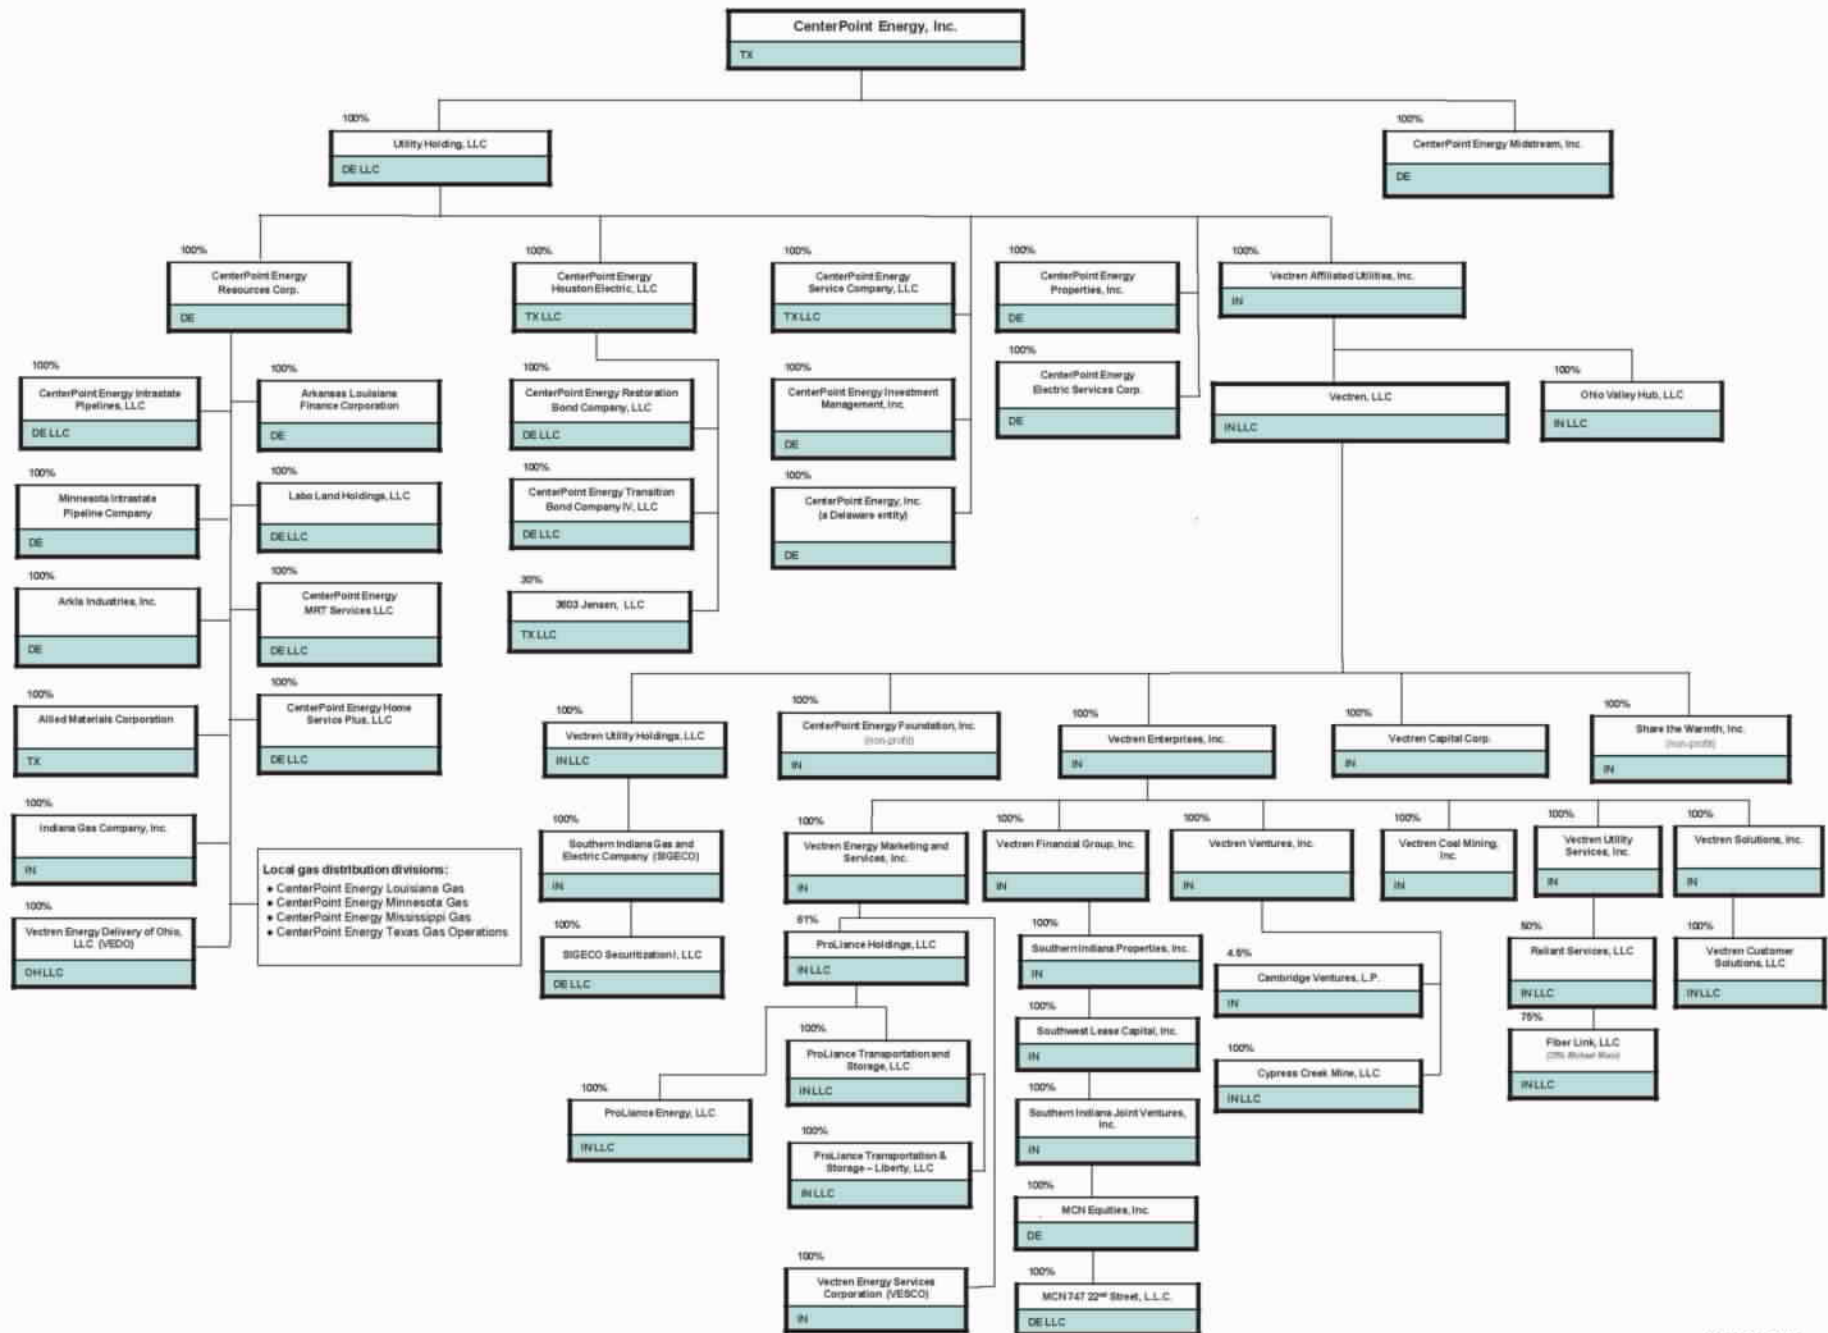 CenterPoint Energy, Inc.
TX
100%
Utility Holding, LLC
DE LLC
100%
CenterPoint Energy Midstream, Inc.
DE
100%
CenterPoint Energy
Resources Corp.
DE
100%
CenterPoint Energy
Houston Electric, LLC
TX LLC
100%
CenterPoint Energy
Service Company, LLC
TX LLC
100%
CenterPoint Energy
Properties, Inc.
DE
100%
Vectren Affiliated Utilities, Inc.
IN
100%
CenterPoint Energy Intrastate
Pipelines, LLC
DE LLC
100%
Arkansas Louisiana
Finance Corporation
DE
100%
CenterPoint Energy Restoration
Bond Company, LLC
DE LLC
100%
CenterPoint Energy Investment
Management, Inc.
DE
100%
CenterPoint Energy
Electric Services Corp.
DE
Vectren, LLC
IN LLC
100%
Ohio Valley Hub, LLC
IN LLC
100%
Minnesota Intrastate
Pipeline Company
DE
100%
Labo Land Holdings, LLC
DE LLC
100%
CenterPoint Energy Transition
Bond Company IV, LLC
DE LLC
100%
CenterPoint Energy, Inc.
(a Delaware entity)
DE
100%
Arkla Industries, Inc.
DE
100%
CenterPoint Energy
MRT Services LLC
DE LLC
30%
3603 Jensen, LLC
TX LLC
100%
Allied Materials Corporation
TX
100%
CenterPoint Energy Home
Service Plus, LLC
DE LLC
100%
Indiana Gas Company, Inc.
IN
100%
Vectren Energy Delivery of Ohio,
LLC (VEDO)
OH LLC
Local gas distribution divisions:
• CenterPoint Energy Louisiana Gas
• CenterPoint Energy Minnesota Gas
• CenterPoint Energy Mississippi Gas
• CenterPoint Energy Texas Gas Operations
100%
Vectren Utility Holdings, LLC
IN LLC
100%
CenterPoint Energy Foundation, Inc.
(non-profit)
IN
100%
Vectren Enterprises, Inc.
IN
100%
Vectren Capital Corp.
IN
100%
Share the Warmth, Inc.
(non-profit)
IN
100%
Southern Indiana Gas and
Electric Company (SIGECO)
IN
100%
SIGECO Securitization I, LLC
DE LLC
100%
Vectren Energy Marketing and
Services, Inc.
IN
100%
Vectren Financial Group, Inc.
IN
100%
Vectren Ventures, Inc.
IN
100%
Vectren Coal Mining,
Inc.
IN
100%
Vectren Utility
Services, Inc.
IN
100%
Vectren Solutions, Inc.
IN
61%
ProLiance Holdings, LLC
IN LLC
100%
Southern Indiana Properties, Inc.
IN
4.6%
Cambridge Ventures, L.P.
IN
50%
Reliant Services, LLC
IN LLC
100%
Vectren Customer
Solutions, LLC
IN LLC
100%
ProLiance Transportation and
Storage, LLC
IN LLC
100%
Southwest Lease Capital, Inc.
IN
100%
Cypress Creek Mine, LLC
IN LLC
75%
Fiber Link, LLC
IN LLC
100%
ProLiance Energy, LLC
IN LLC
100%
ProLiance Transportation &
Storage – Liberty, LLC
IN LLC
100%
Southern Indiana Joint Ventures,
Inc.
IN
100%
MCN Equities, Inc.
DE
100%
Vectren Energy Services
Corporation (VESCO)
IN
100%
MCN 747 22nd Street, L.L.C.
DE LLC